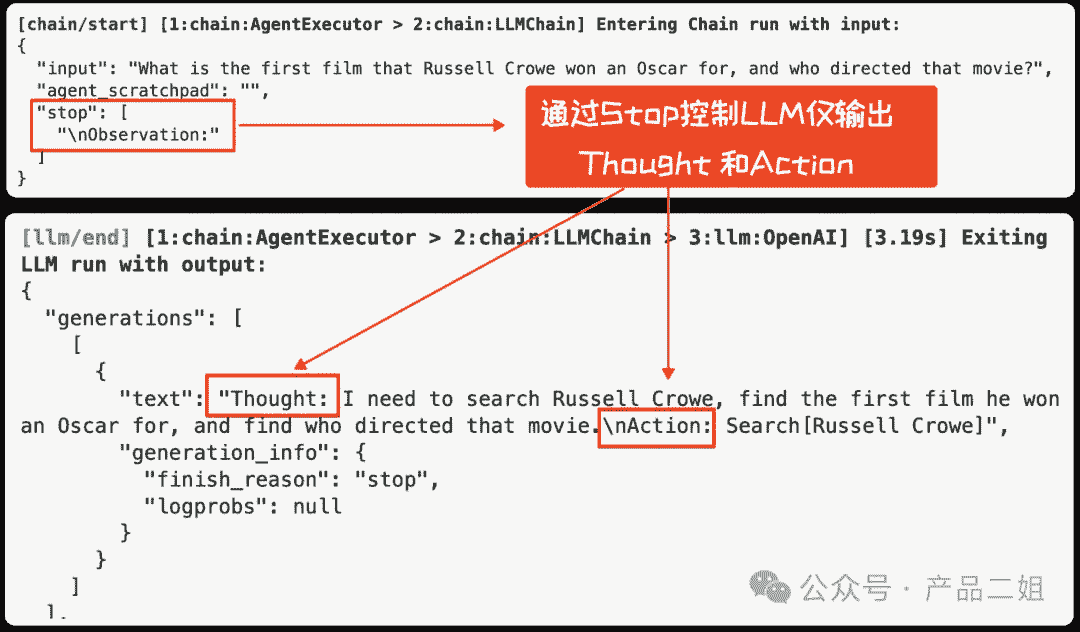 [chain/start] [1:chain:AgentExecutor > 2:chain:LLMChain] Entering Chain run with input:
{
"input": "What is the first film that Russell Crowe won an Oscar for, and who directed that movie?",
"agent_scratchpad": "",
"stop": [
"\nObservation:"
]
}
通过Stop控制LLM仅输出
Thought 和Action
[llm/end] [1:chain:AgentExecutor > 2:chain:LLMChain > 3:llm:OpenAI] [3.19s] Exiting
LLM run with output:
{
"generations": [
[
{
"text": "Thought: I need to search Russell Crowe, find the first film he won
an Oscar for, and find who directed that movie.\nAction: Search[Russell Crowe]",
"generation_info": {
"finish_reason": "stop",
"logprobs": null
}
}
]
],
公众号 · 产品二姐